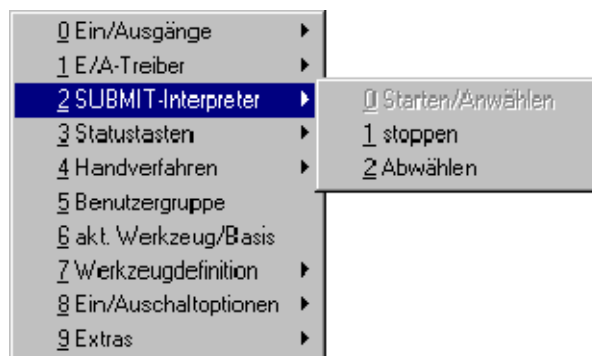 0 Ein/Ausgänge
1 E/A-Treiber
2 SUBMIT-Interpreter
0 Starten/Anwählen
3 Statustasten
1 stoppen
4 Handverfahren
2 Abwählen
5 Benutzergruppe
6 akt. Werkzeug/Basis
7 Werkzeugdefinition
8 Ein/Auschaltoptionen
9 Extras